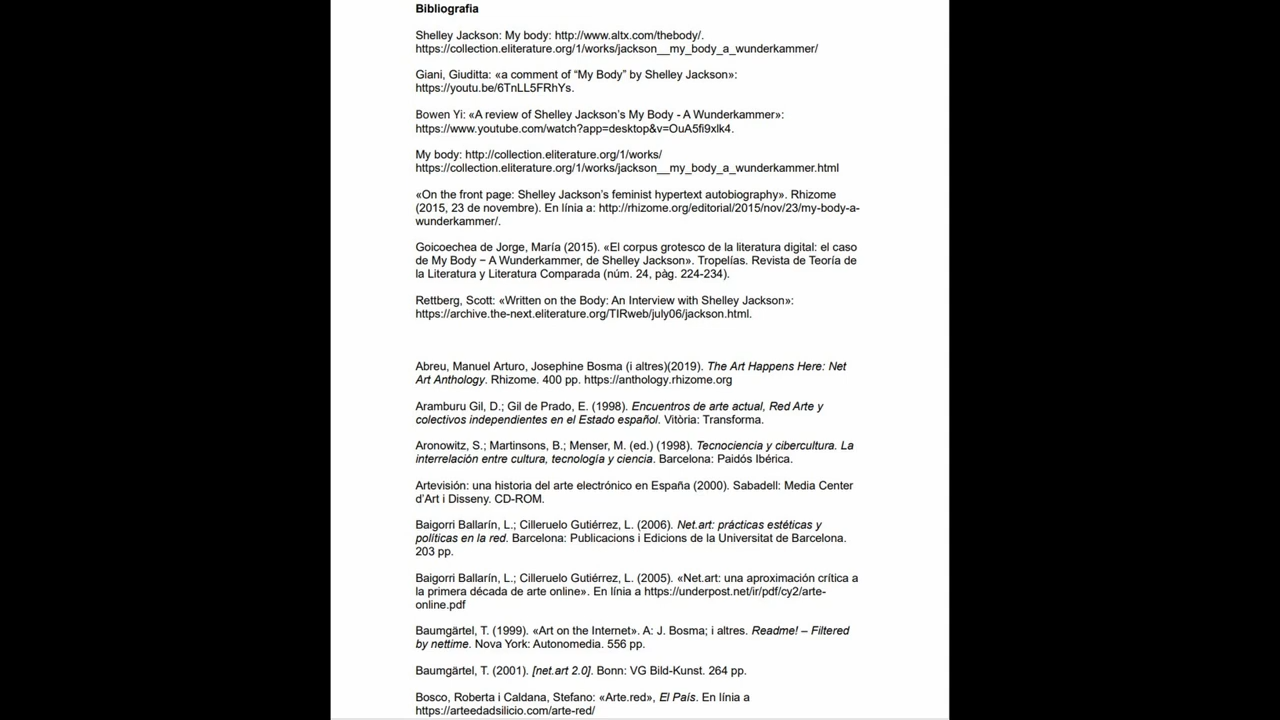 Bibliografia
Shelley Jackson: My body: http://www.altx.com/thebody/.
https://collection.eliterature.org/1/works/jackson__my_body_a_wunderkammer/
Giani, Giuditta: «a comment of “My Body” by Shelley Jackson»:
https://youtu.be/6TnLL5FRhYs.
Bowen Yi: «A review of Shelley Jackson’s My Body - A Wunderkammer»:
https://www.youtube.com/watch?app=desktop&v=OuA5fi9xlk4.
My body: http://collection.eliterature.org/1/works/
https://collection.eliterature.org/1/works/jackson__my_body_a_wunderkammer.html
«On the front page: Shelley Jackson’s feminist hypertext autobiography». Rhizome
(2015, 23 de novembre). En línia a: http://rhizome.org/editorial/2015/nov/23/my-body-a-
wunderkammer/.
Goicoechea de Jorge, María (2015). «El corpus grotesco de la literatura digital: el caso
de My Body − A Wunderkammer, de Shelley Jackson». Tropelías. Revista de Teoría de
la Literatura y Literatura Comparada (núm. 24, pàg. 224-234).
Rettberg, Scott: «Written on the Body: An Interview with Shelley Jackson»:
https://archive.the-next.eliterature.org/TIRweb/july06/jackson.html.
Abreu, Manuel Arturo, Josephine Bosma (i altres)(2019). The Art Happens Here: Net
Art Anthology. Rhizome. 400 pp. https://anthology.rhizome.org
Aramburu Gil, D.; Gil de Prado, E. (1998). Encuentros de arte actual, Red Arte y
colectivos independientes en el Estado español. Vitòria: Transforma.
Aronowitz, S.; Martinsons, B.; Menser, M. (ed.) (1998). Tecnociencia y cibercultura. La
interrelación entre cultura, tecnología y ciencia. Barcelona: Paidós Ibérica.
Artevisión: una historia del arte electrónico en España (2000). Sabadell: Media Center
d’Art i Disseny. CD-ROM.
Baigorri Ballarín, L.; Cilleruelo Gutiérrez, L. (2006). Net.art: prácticas estéticas y
políticas en la red. Barcelona: Publicacions i Edicions de la Universitat de Barcelona.
203 pp.
Baigorri Ballarín, L.; Cilleruelo Gutiérrez, L. (2005). «Net.art: una aproximación crítica a
la primera década de arte online». En línia a https://underpost.net/ir/pdf/cy2/arte-
online.pdf
Baumgärtel, T. (1999). «Art on the Internet». A: J. Bosma; i altres. Readme! – Filtered
by nettime. Nova York: Autonomedia. 556 pp.
Baumgärtel, T. (2001). [net.art 2.0]. Bonn: VG Bild-Kunst. 264 pp.
Bosco, Roberta i Caldana, Stefano: «Arte.red», El País. En línia a
https://arteedadsilicio.com/arte-red/